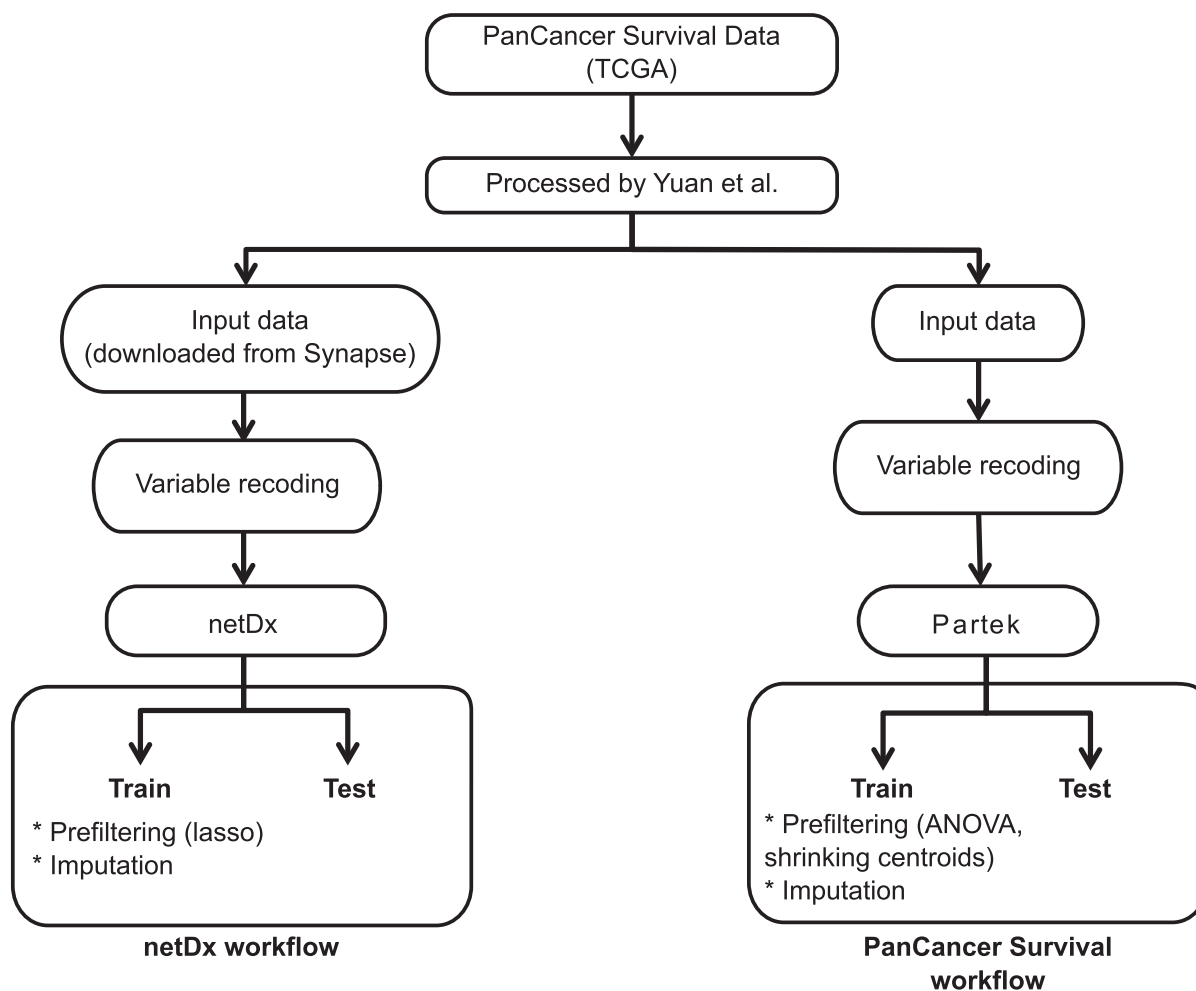 PanCancer Survival Data
(TCGA)
Processed by Yuan et al.
Input data
(downloaded from Synapse)
Variable recoding
netDx
Train
Test
* Prefiltering (lasso)
* Imputation
netDx workflow
Input data
Variable recoding
Partek
Train
Test
* Prefiltering (ANOVA,
shrinking centroids)
* Imputation
PanCancer Survival
workflow